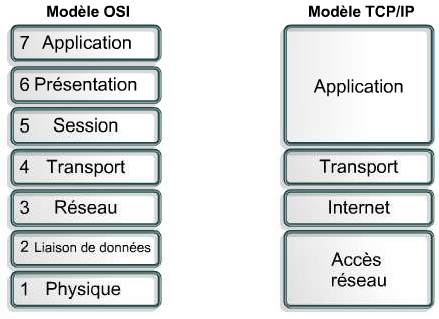 Modèle OSI
7 Application
6 Présentation
5 Session
4 Transport
3 Réseau
2 Liaison de données
1 Physique
Modèle TCP/IP
Application
Transport
Internet
Accès
réseau